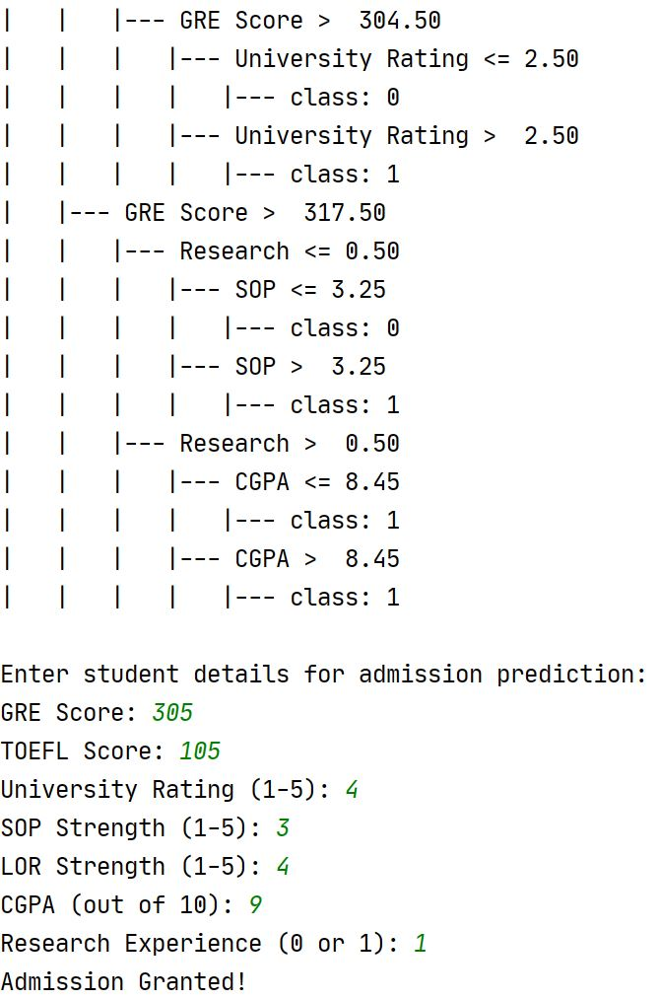 |   |   |--- GRE Score >  304.50
|   |   |   |--- University Rating <= 2.50
|   |   |   |   |--- class: 0
|   |   |   |--- University Rating >  2.50
|   |   |   |   |--- class: 1
|   |--- GRE Score >  317.50
|   |   |--- Research <= 0.50
|   |   |   |--- SOP <= 3.25
|   |   |   |   |--- class: 0
|   |   |   |--- SOP >  3.25
|   |   |   |   |--- class: 1
|   |   |--- Research >  0.50
|   |   |   |--- CGPA <= 8.45
|   |   |   |   |--- class: 1
|   |   |   |--- CGPA >  8.45
|   |   |   |   |--- class: 1
Enter student details for admission prediction:
GRE Score: 305
TOEFL Score: 105
University Rating (1-5): 4
SOP Strength (1-5): 3
LOR Strength (1-5): 4
CGPA (out of 10): 9
Research Experience (0 or 1): 1
Admission Granted!